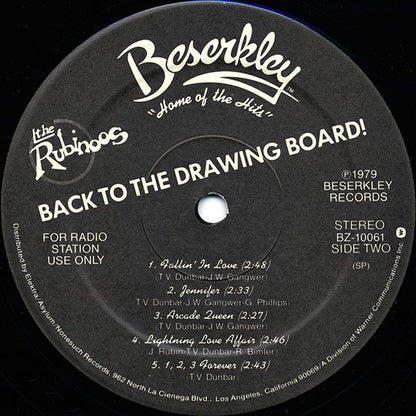 Beserkley™
"Home of the Hits"
the
Rubinoos
BACK TO THE DRAWING BOARD!
℗1979
BESERKLEY
RECORDS
FOR RADIO
STATION
USE ONLY
STEREO
BZ-10061
SIDE TWO
(SP)
1. Fallin' In Love (2:48)
T.V. Dunbar-J.W. Gangwer
2. Jennifer (2:33)
T.V. Dunbar-J.W. Gangwer-G. Phillips
3. Arcade Queen (2:27)
T.V. Dunbar-J.W. Gangwer
4. Lightning Love Affair (2:46)
J. Rubin-T.V. Dunbar-R. Bimler
5. 1, 2, 3 Forever (2:43)
T.V. Dunbar
Distributed by Elektra/Asylum/Nonesuch Records, 962 North La Cienega Blvd., Los Angeles, California 90069/A Division of Warner Communications Inc.